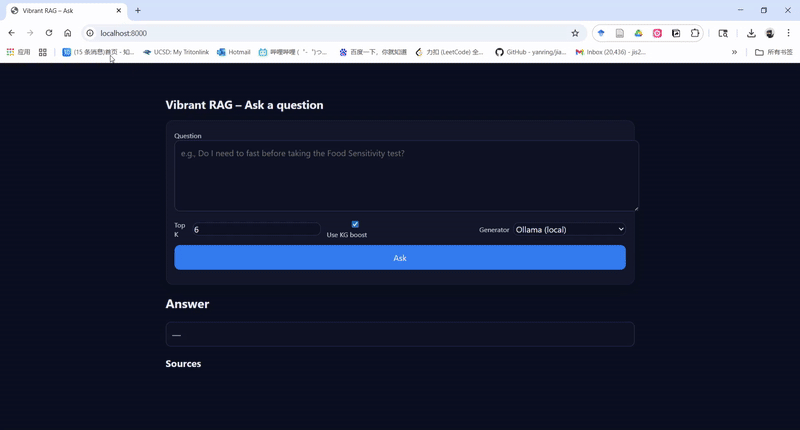 Vibrant RAG – Ask
localhost:8000
应用
(15 条消息)首页 - 知...
UCSD: My Tritonlink
Hotmail
哔哩哔哩 (゜-゜)つ...
百度一下，你就知道
力扣 (LeetCode) 全...
GitHub - yanring/jia...
Inbox (20,436) - jis2...
»
所有书签
Vibrant RAG – Ask a question
Question
e.g., Do I need to fast before taking the Food Sensitivity test?
Top K
6
Use KG boost
Generator
Ollama (local)
Ask
Answer
—
Sources